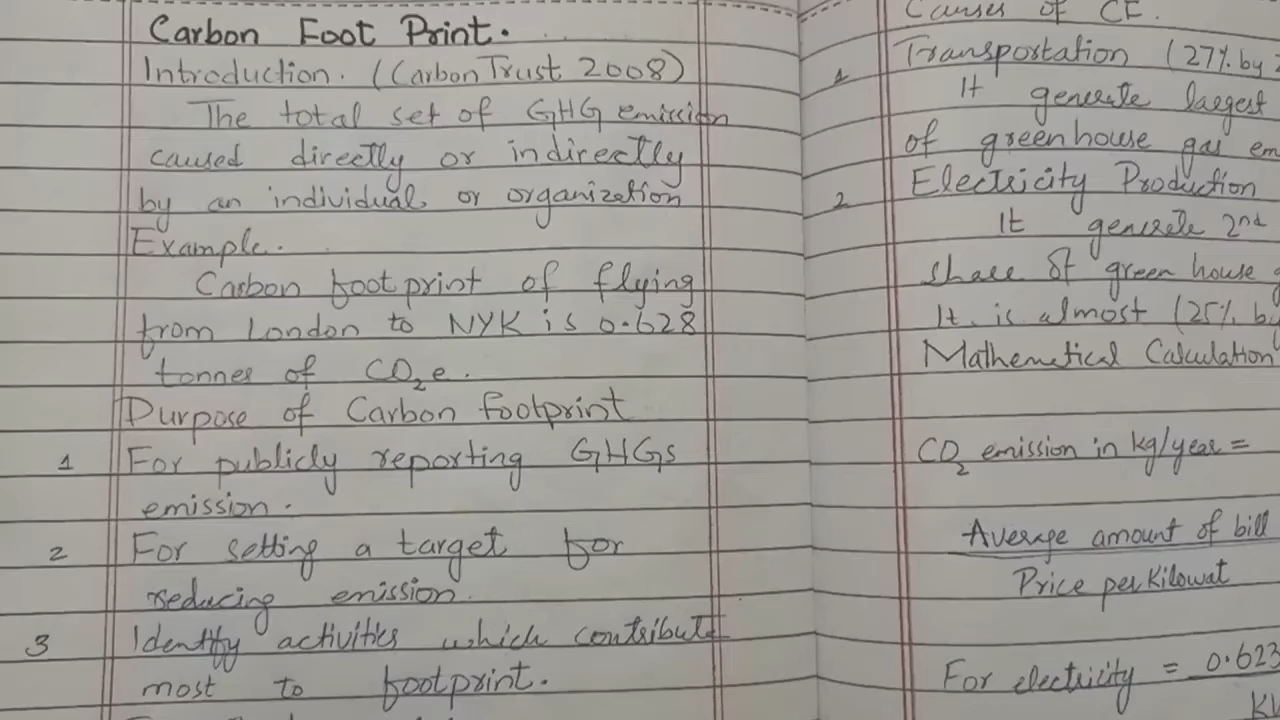 Carbon Foot Print.
Introduction. (Carbon Trust 2008)
The total set of GHG emission
caused directly or indirectly
by an individual or organization
Example.
Carbon footprint of flying
from London to NYK is 0.628
tonnes of CO2e.
Purpose of Carbon footprint
1 For publicly reporting GHGs
emission.
2 For setting a target for
reducing emission.
3 Identify activities which contribute
most to footprint.
Causes of CF.
1 Transportation (27% by
It generate largest
of greenhouse gas em
2 Electricity Production
It generate 2nd
share of green house g
It is almost (25% b
Mathemetical Calculation
CO2 emission in kg/year =
Average amount of bill
Price per Kilowat
For electricity = 0.623